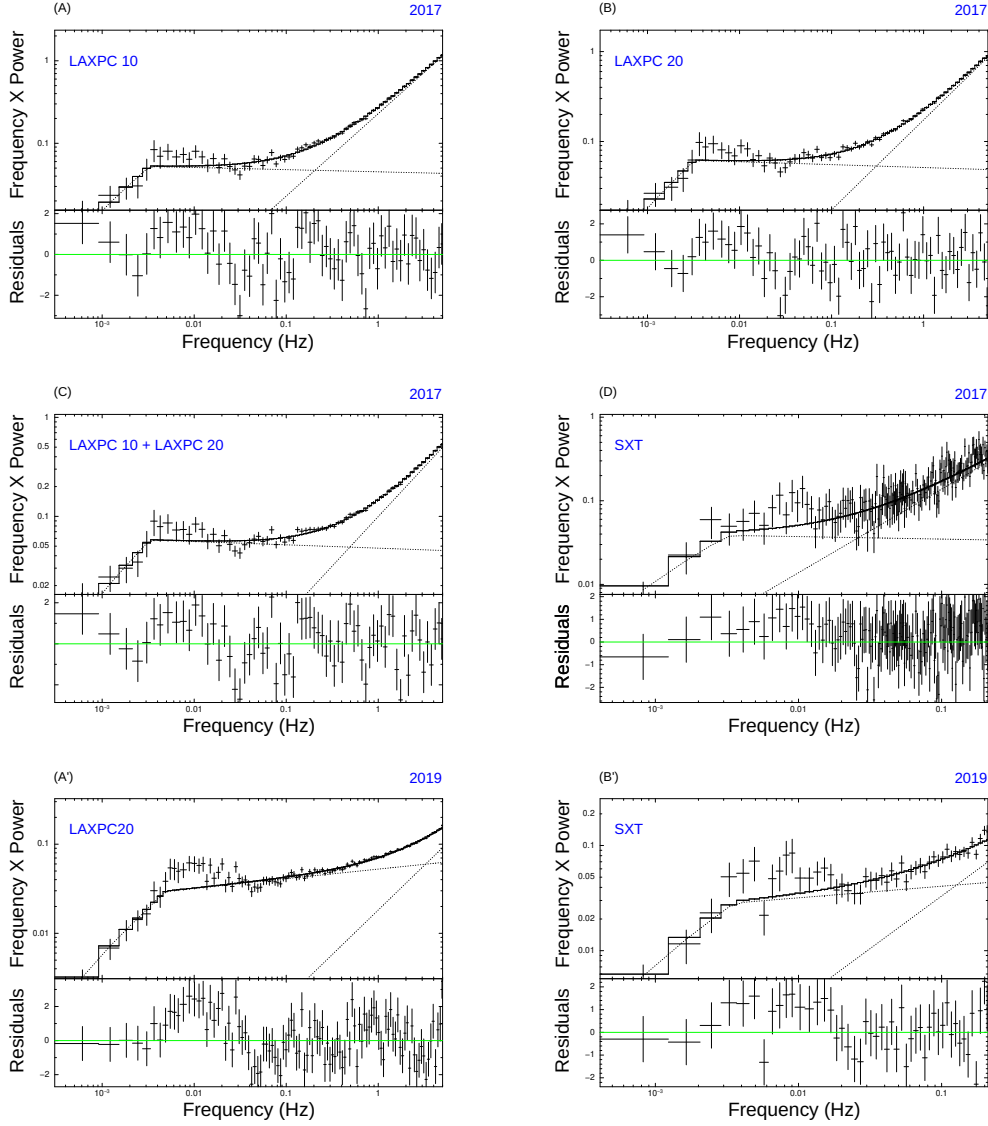 (A) 2017
LAXPC 10
Frequency X Power
1
0.1
Residuals
2
0
−2
10⁻³ 0.01 0.1 1
Frequency (Hz)
(B) 2017
LAXPC 20
Frequency X Power
1
0.1
Residuals
2
0
−2
10⁻³ 0.01 0.1 1
Frequency (Hz)
(C) 2017
LAXPC 10 + LAXPC 20
Frequency X Power
1
0.5
0.1
0.05
0.02
Residuals
2
10⁻³ 0.01 0.1 1
Frequency (Hz)
(D) 2017
SXT
Frequency X Power
1
0.1
0.01
Residuals
2
1
0
−1
−2
10⁻³ 0.01 0.1
Frequency (Hz)
(A') 2019
LAXPC20
Frequency X Power
0.1
0.01
Residuals
2
0
−2
10⁻³ 0.01 0.1 1
Frequency (Hz)
(B') 2019
SXT
Frequency X Power
0.2
0.1
0.05
0.02
0.01
Residuals
2
1
0
−1
−2
10⁻³ 0.01 0.1
Frequency (Hz)